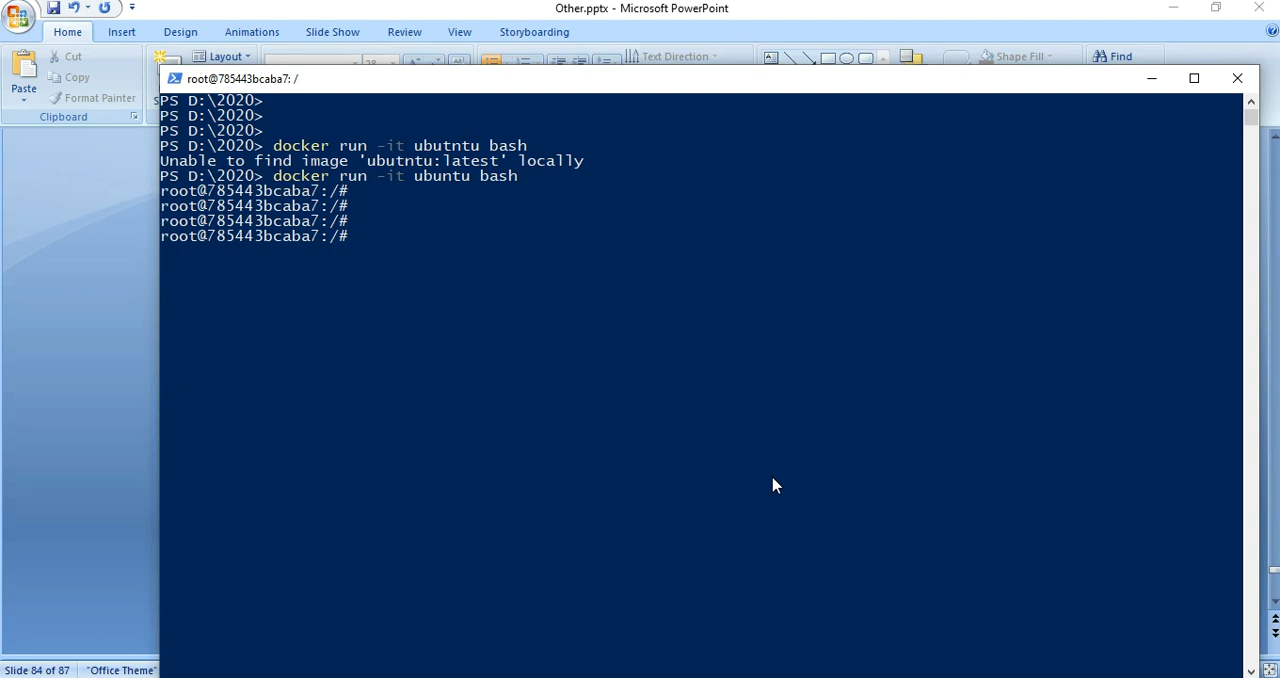 Other.pptx - Microsoft PowerPoint
Home Insert Design Animations Slide Show Review View Storyboarding
Paste
Cut
Copy
Format Painter
Clipboard
Layout
28
Text Direction
Shape Fill
Find
root@785443bcaba7: /
PS D:\2020>
PS D:\2020>
PS D:\2020>
PS D:\2020> docker run -it ubutntu bash
Unable to find image 'ubutntu:latest' locally
PS D:\2020> docker run -it ubuntu bash
root@785443bcaba7:/#
root@785443bcaba7:/#
root@785443bcaba7:/#
root@785443bcaba7:/#
Slide 84 of 87 "Office Theme"